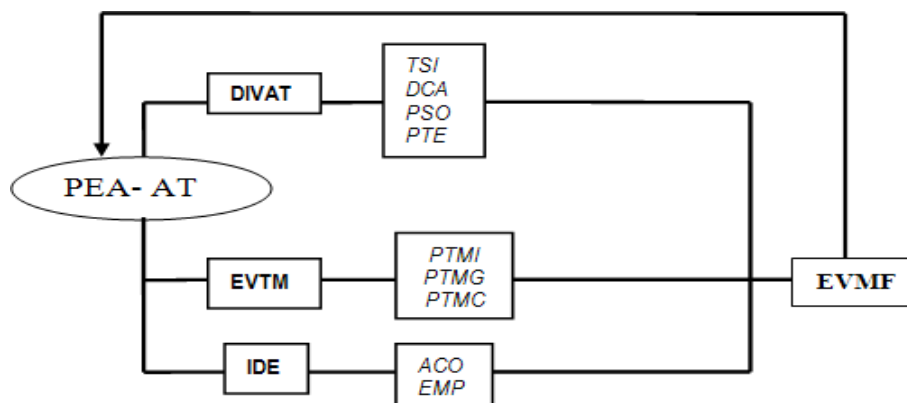 DIVAT
TSI
DCA
PSO
PTE
PEA- AT
EVTM
PTMI
PTMG
PTMC
EVMF
IDE
ACO
EMP